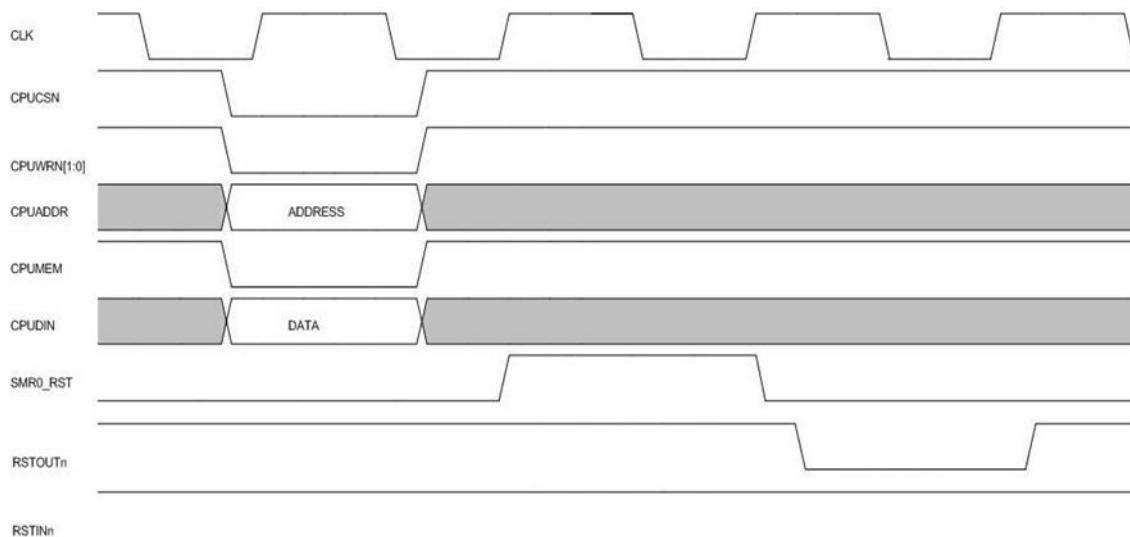 CLK
CPUCSN
CPUWRN[1:0]
CPUADDR ADDRESS
CPUMEM
CPUDIN DATA
SMR0_RST
RSTOUTn
RSTINn